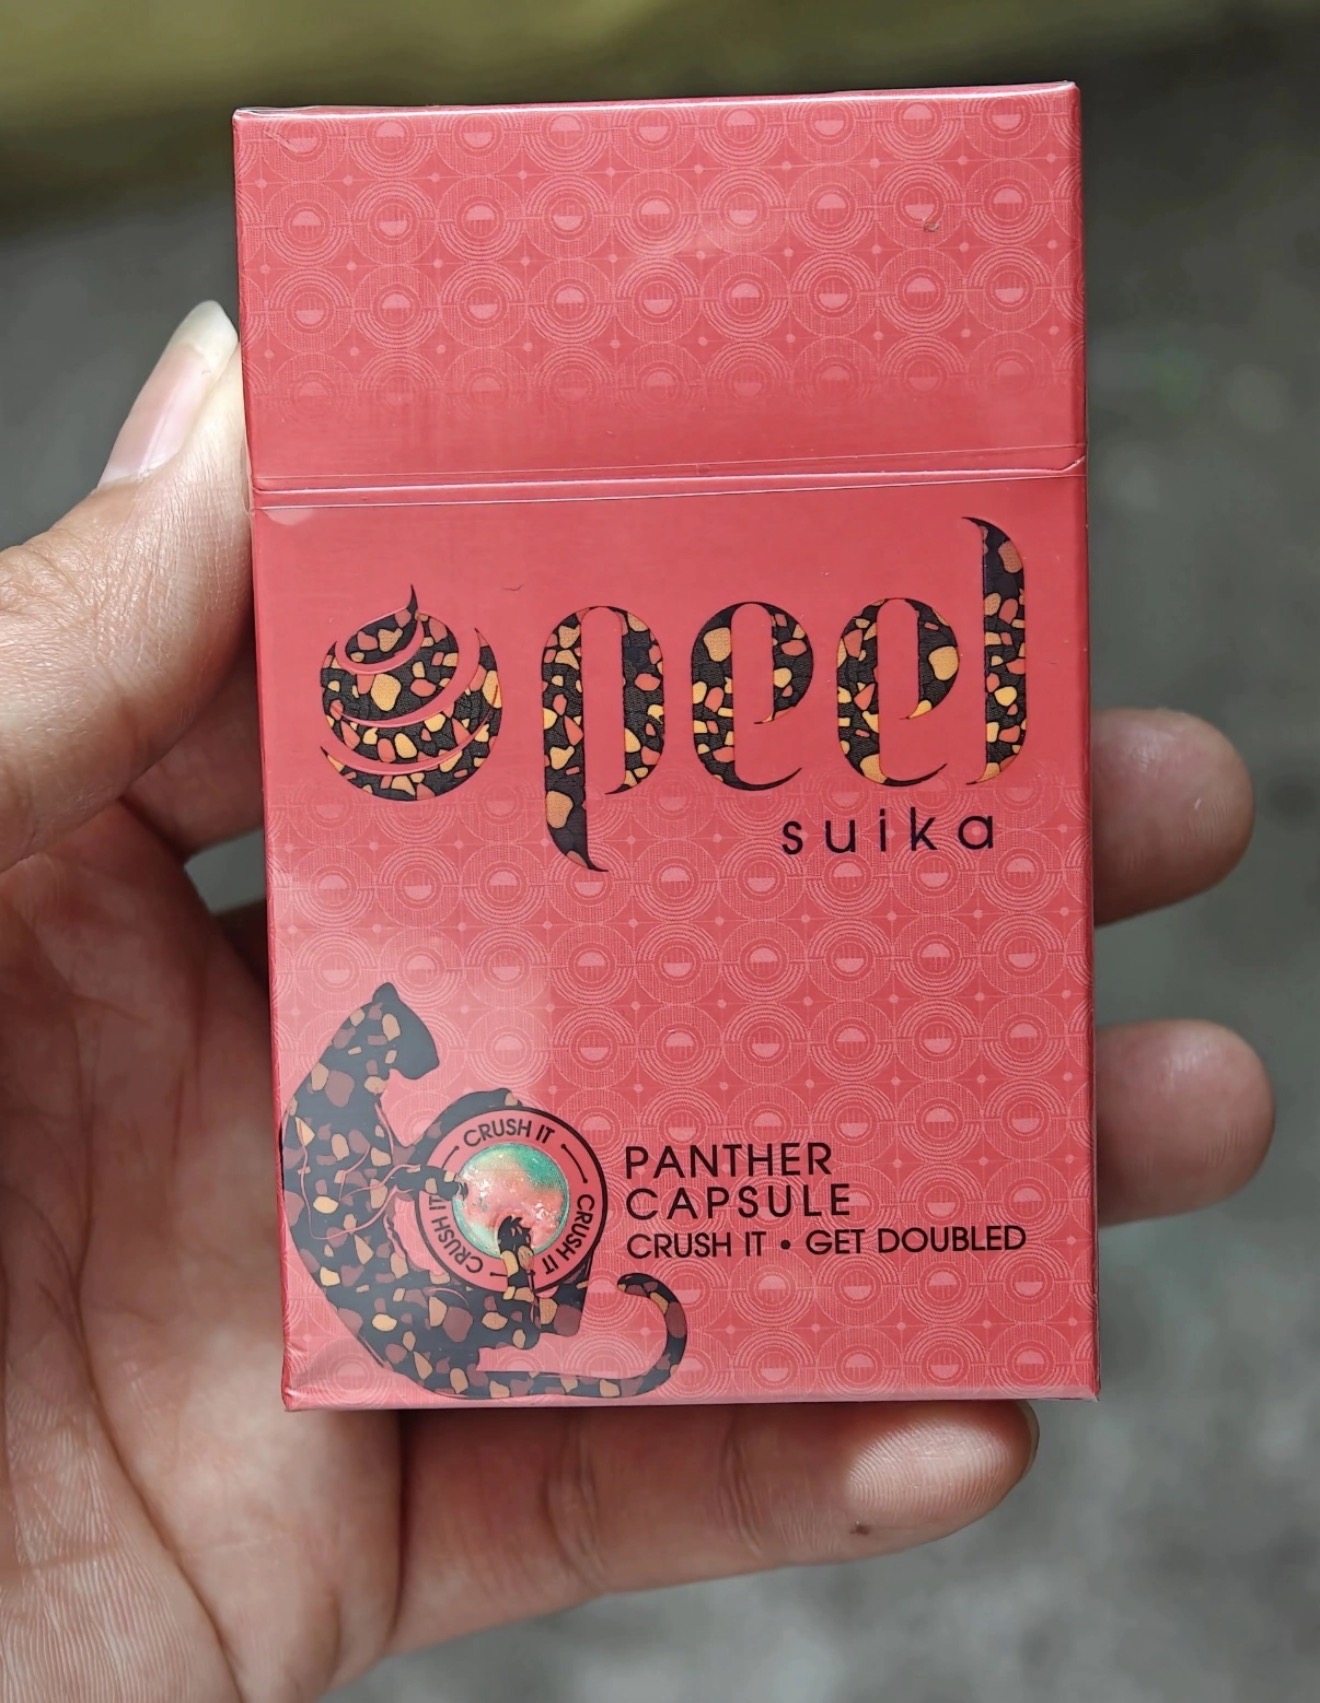 peel
suika
CRUSH IT
CRUSH IT
CRUSH IT
PANTHER
CAPSULE
CRUSH IT • GET DOUBLED